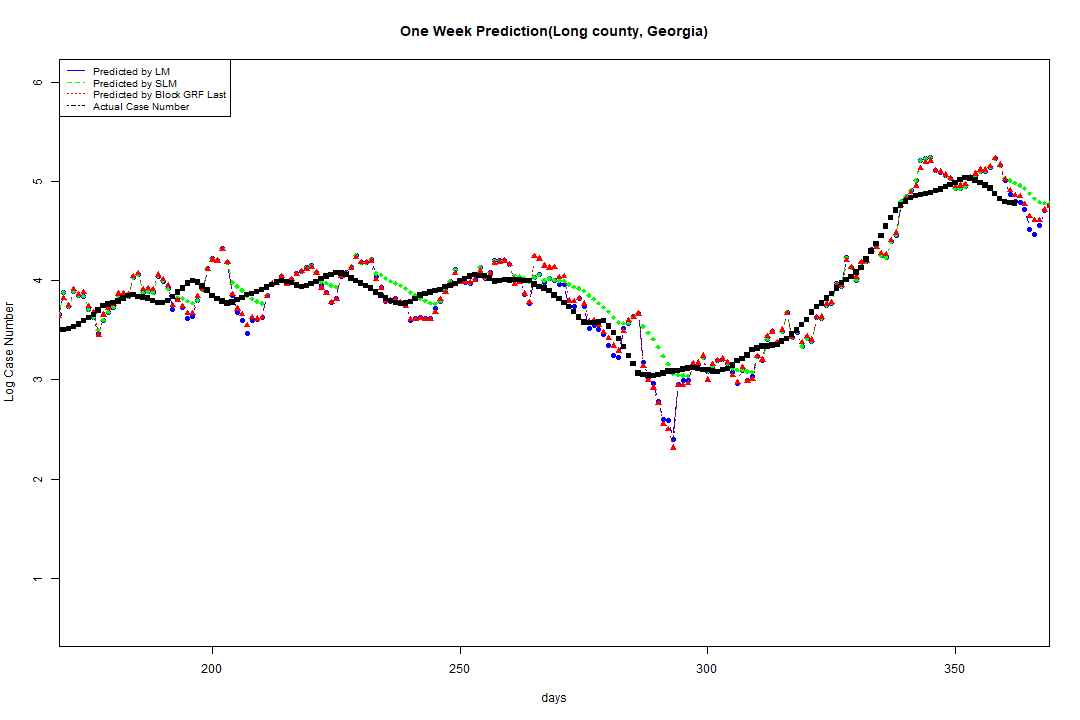 One Week Prediction(Long county, Georgia)
Predicted by LM
Predicted by SLM
Predicted by Block GRF Last
Actual Case Number
6
5
4
3
2
1
Log Case Number
200 250 300 350
days